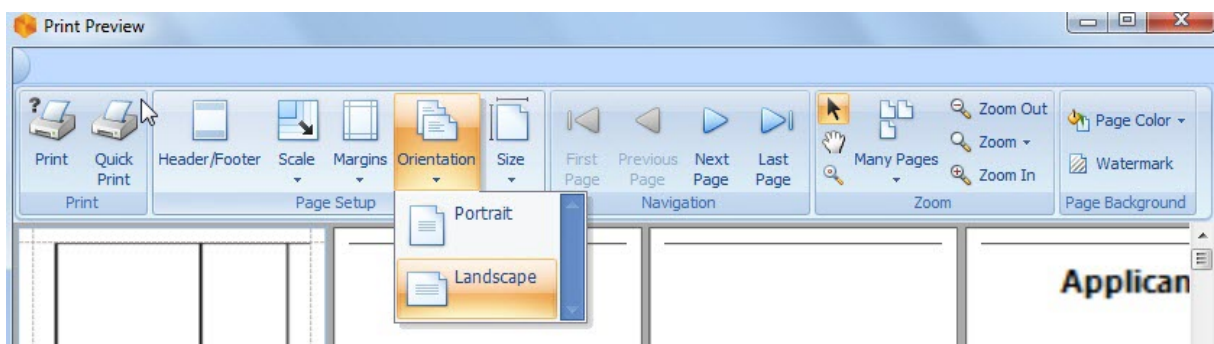 Print Preview
?
Print
Quick
Print
Header/Footer
Scale
Margins
Orientation
Size
First
Page
Previous
Page
Next
Page
Last
Page
Many Pages
Zoom Out
Zoom
Zoom In
Page Color
Watermark
Print
Page Setup
Navigation
Zoom
Page Background
Portrait
Landscape
Applican